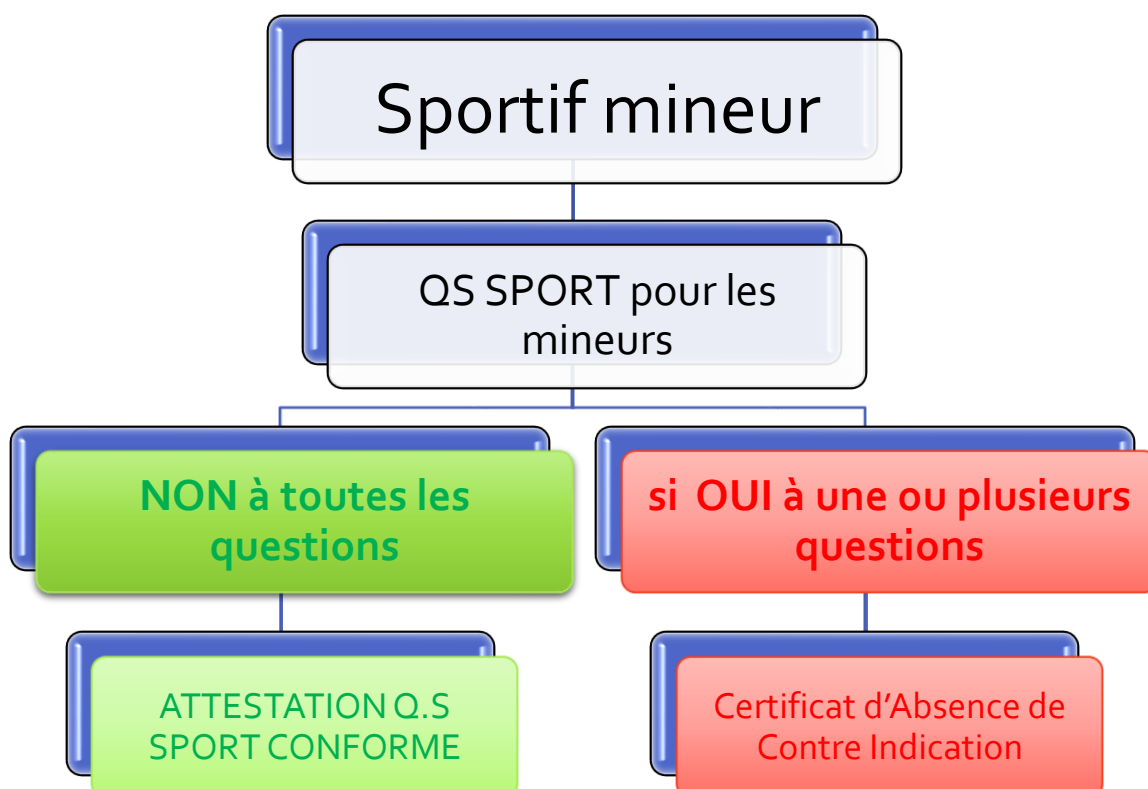 Sportif mineur
QS SPORT pour les
mineurs
NON à toutes les
questions
si OUI à une ou plusieurs
questions
ATTESTATION Q.S
SPORT CONFORME
Certificat d'Absence de
Contre Indication